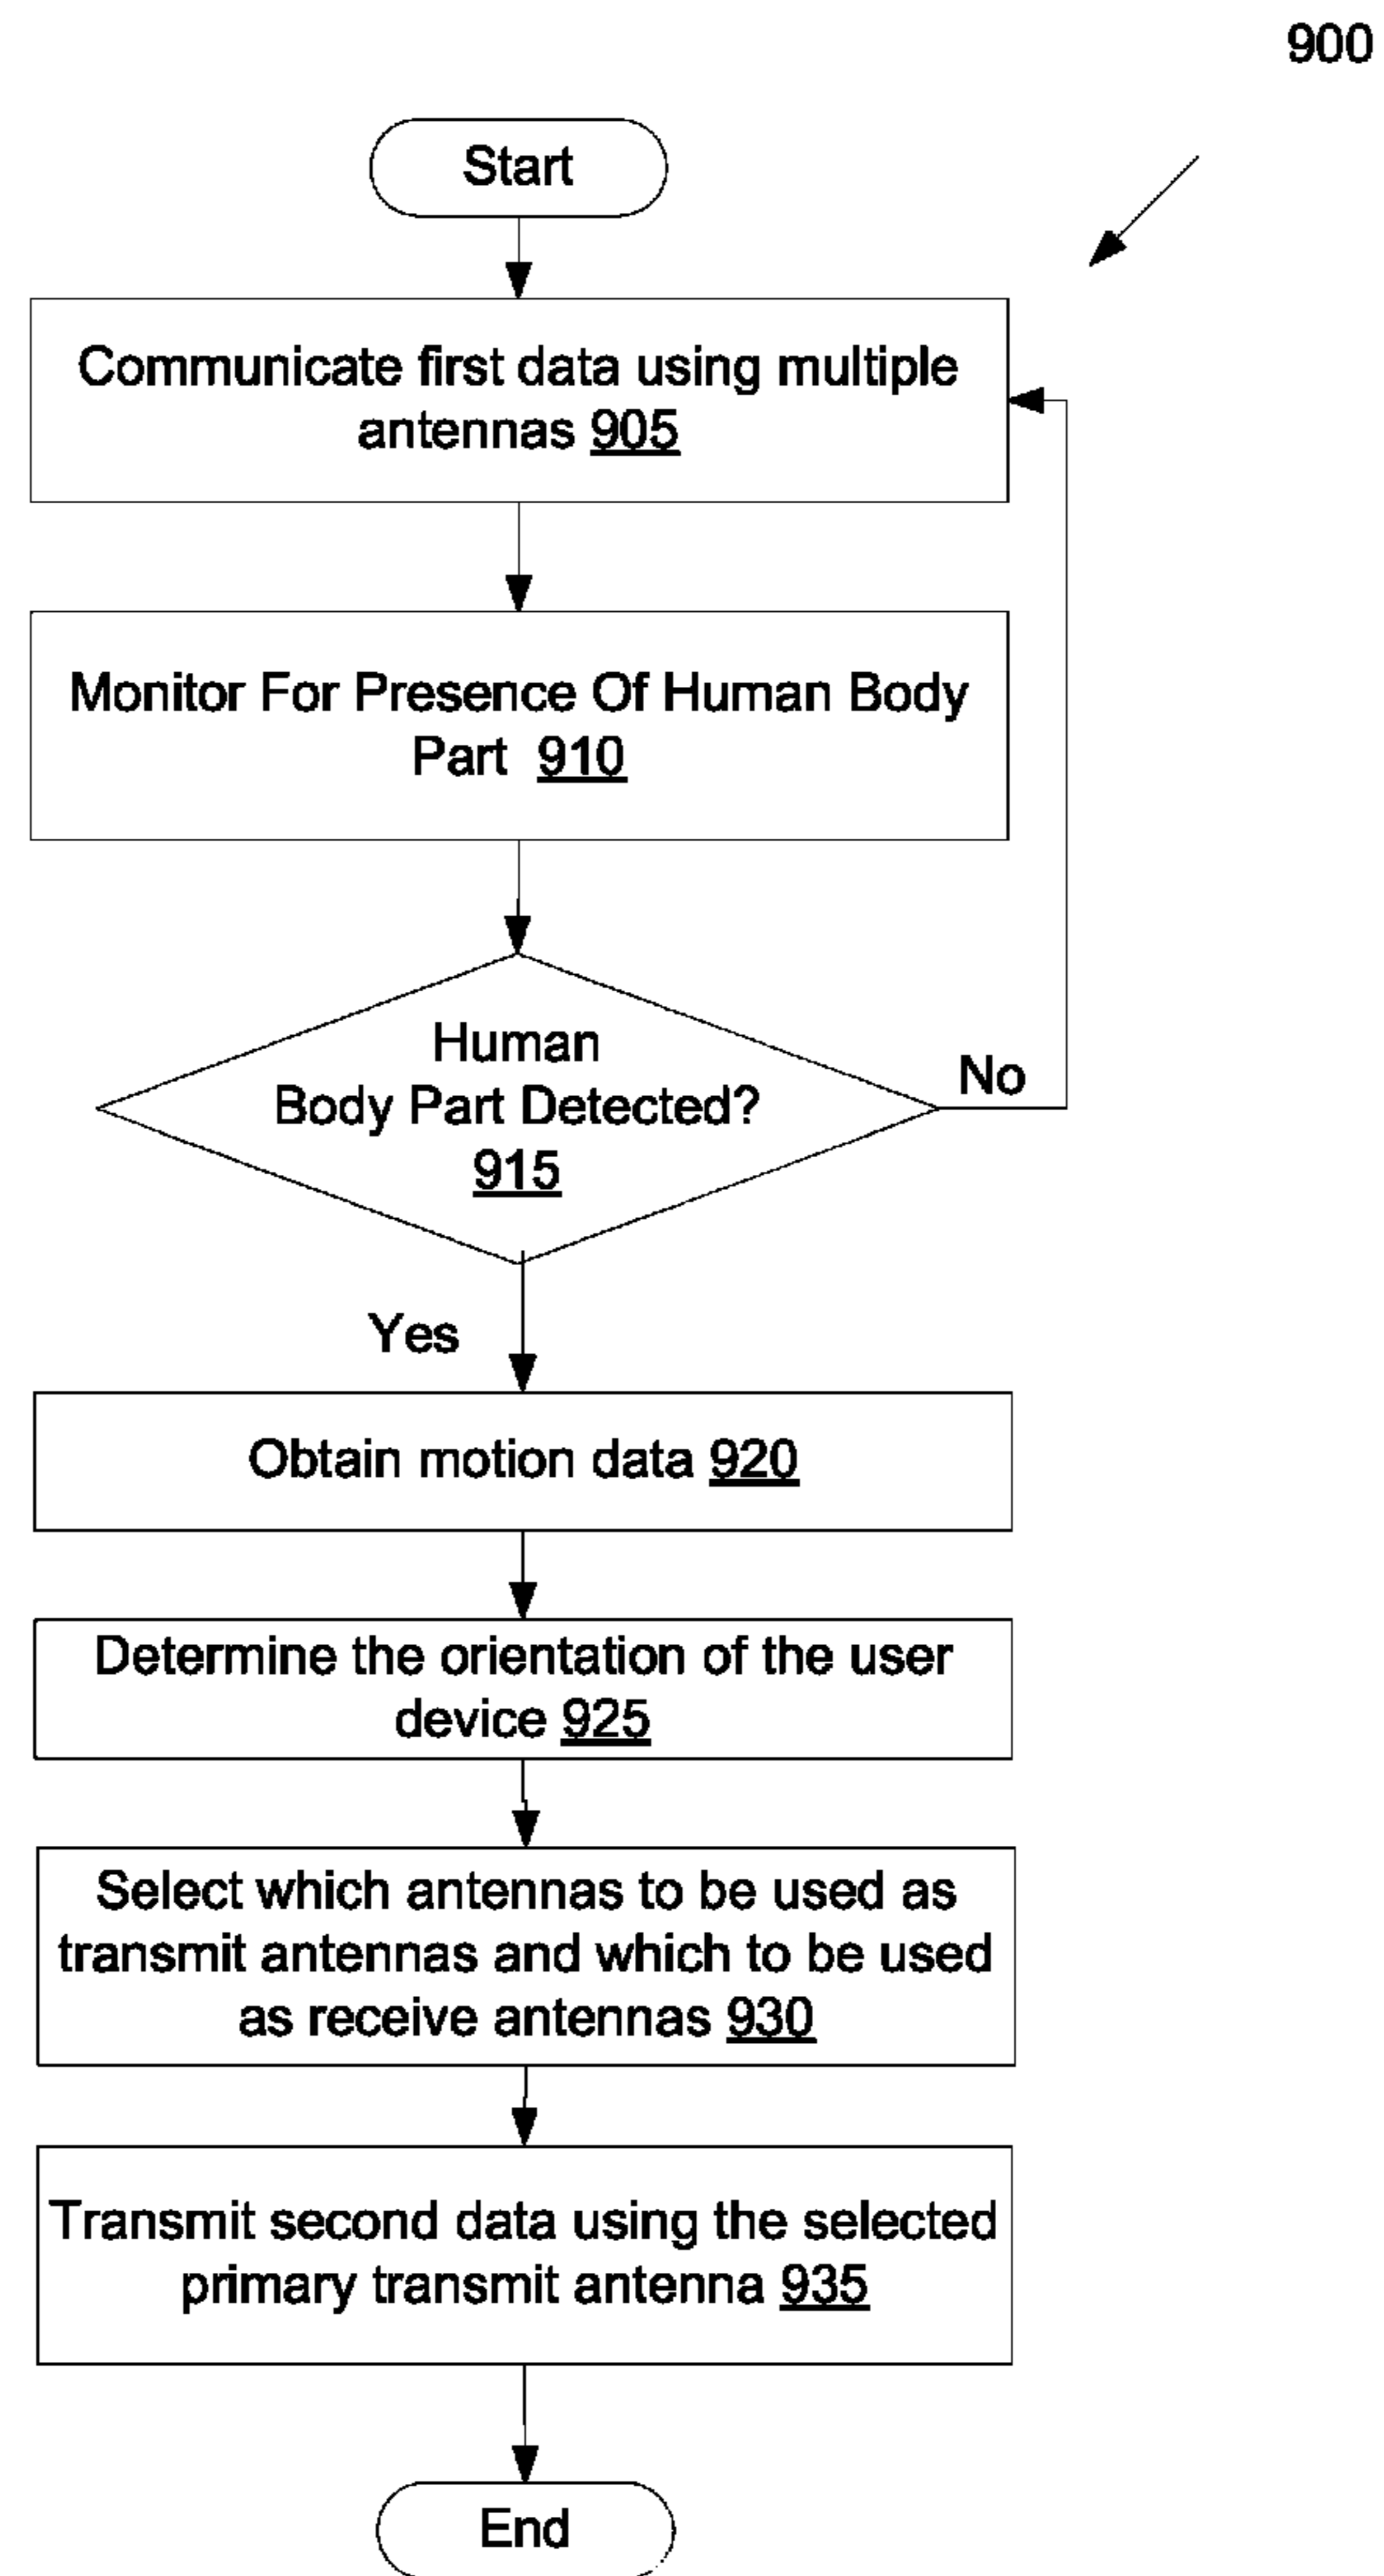 900
Start
Communicate first data using multiple
antennas 905
Monitor For Presence Of Human Body
Part 910
Human
Body Part Detected?
915
No
Yes
Obtain motion data 920
Determine the orientation of the user
device 925
Select which antennas to be used as
transmit antennas and which to be used
as receive antennas 930
Transmit second data using the selected
primary transmit antenna 935
End